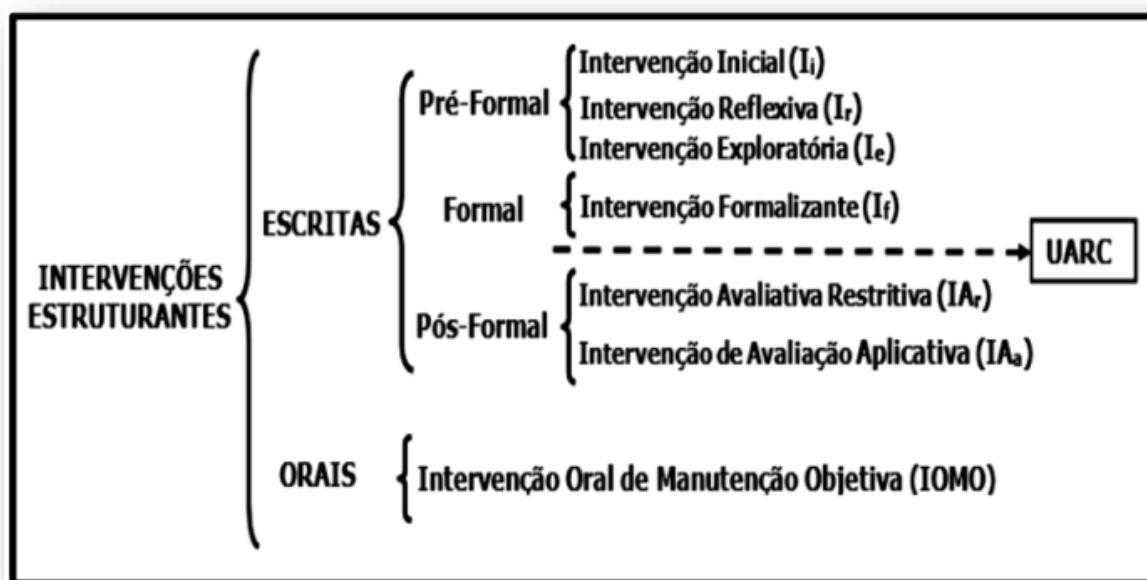 INTERVENÇÕES
ESTRUTURANTES
ESCRITAS
Pré-Formal
Intervenção Inicial (Iᵢ)
Intervenção Reflexiva (Iᵣ)
Intervenção Exploratória (Iₑ)
Formal
Intervenção Formalizante (If)
UARC
Pós-Formal
Intervenção Avaliativa Restritiva (IAᵣ)
Intervenção de Avaliação Aplicativa (IAₐ)
ORAIS
Intervenção Oral de Manutenção Objetiva (IOMO)